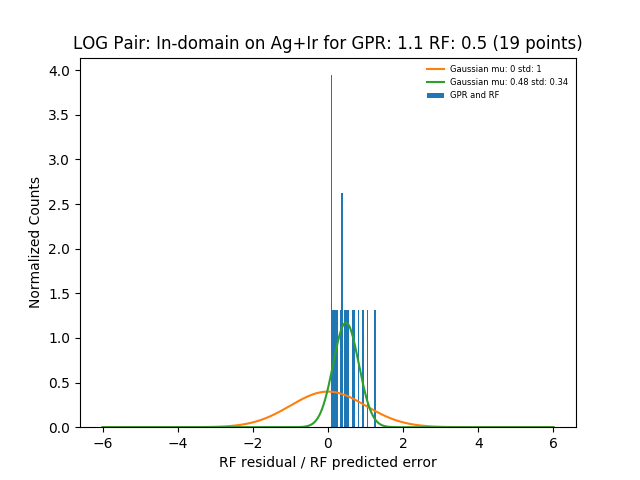 LOG Pair: In-domain on Ag+Ir for GPR: 1.1 RF: 0.5 (19 points)
Gaussian mu: 0 std: 1
Gaussian mu: 0.48 std: 0.34
GPR and RF
Normalized Counts
4.0
3.5
3.0
2.5
2.0
1.5
1.0
0.5
0.0
−6 −4 −2 0 2 4 6
RF residual / RF predicted error